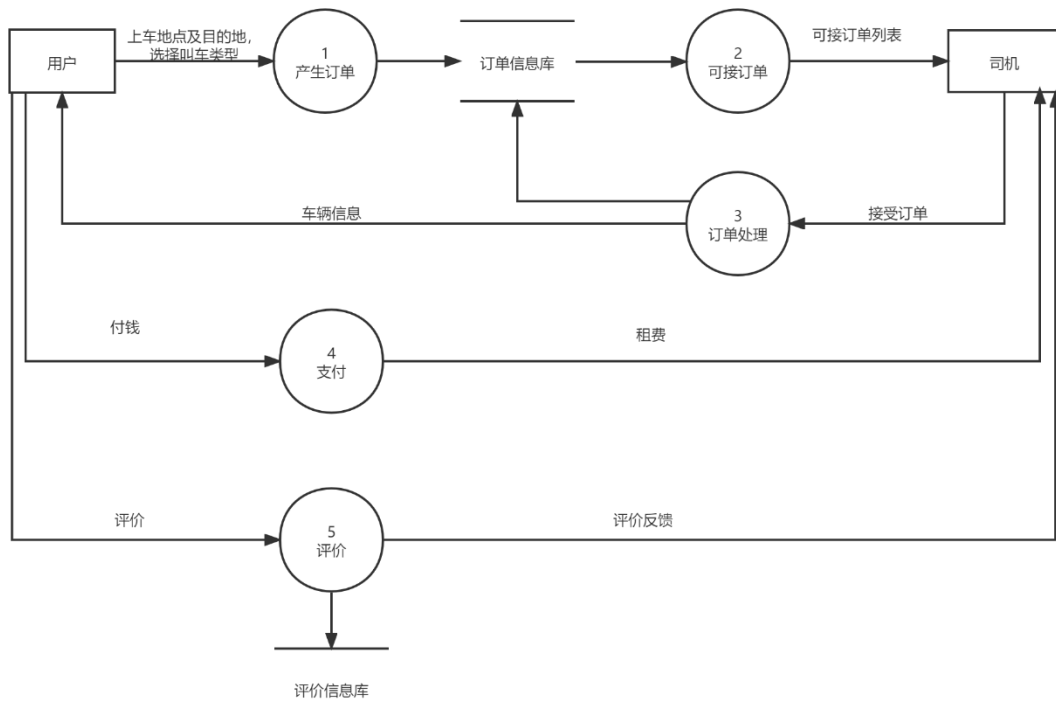 上车地点及目的地，
选择叫车类型
用户
1
产生订单
订单信息库
2
可接订单
可接订单列表
司机
车辆信息
3
订单处理
接受订单
付钱
4
支付
租费
评价
5
评价
评价反馈
评价信息库